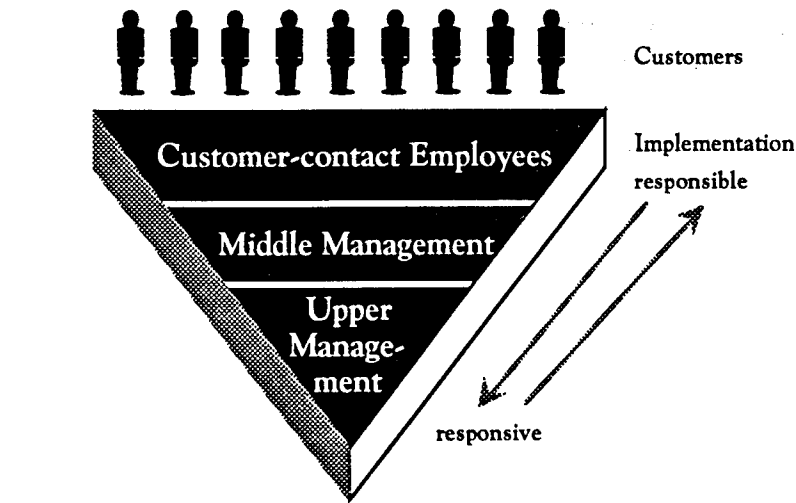 Customers
Implementation
responsible
Customer-contact Employees
Middle Management
Upper
Manage-
ment
responsive